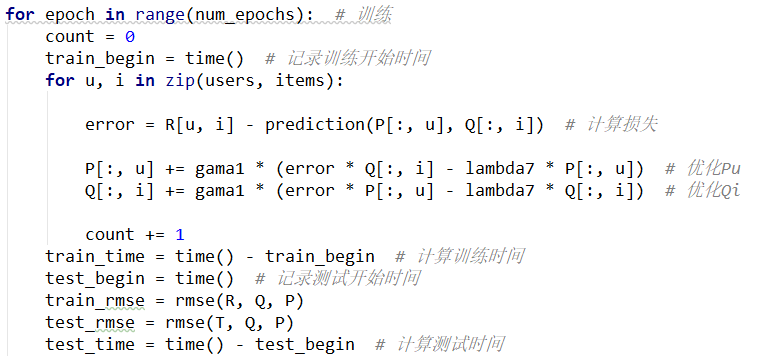 for epoch in range(num_epochs):  # 训练
    count = 0
    train_begin = time()  # 记录训练开始时间
    for u, i in zip(users, items):
        error = R[u, i] - prediction(P[:, u], Q[:, i])  # 计算损失
        P[:, u] += gama1 * (error * Q[:, i] - lambda7 * P[:, u])  # 优化Pu
        Q[:, i] += gama1 * (error * P[:, u] - lambda7 * Q[:, i])  # 优化Qi
        count += 1
    train_time = time() - train_begin  # 计算训练时间
    test_begin = time()  # 记录测试开始时间
    train_rmse = rmse(R, Q, P)
    test_rmse = rmse(T, Q, P)
    test_time = time() - test_begin  # 计算测试时间